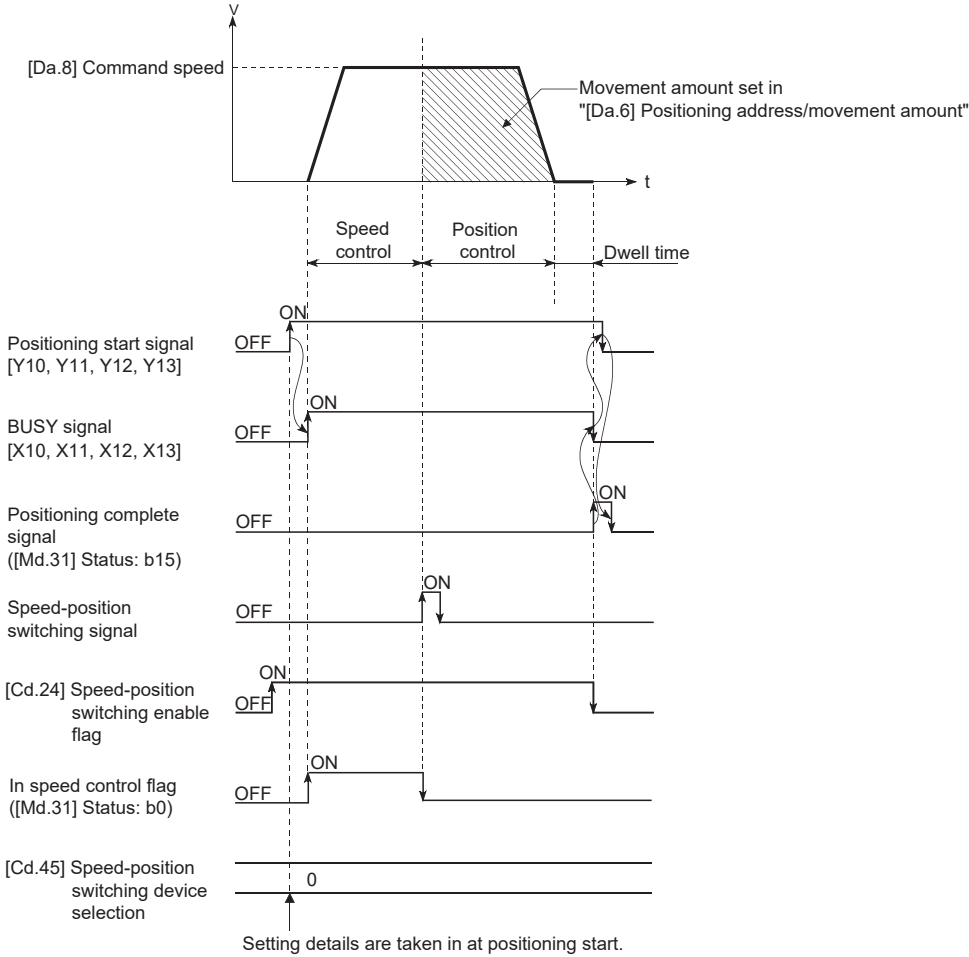 V
[Da.8] Command speed
Movement amount set in
"[Da.6] Positioning address/movement amount"
t
Speed
control
Position
control
Dwell time
ON
Positioning start signal
[Y10, Y11, Y12, Y13]
OFF
ON
BUSY signal
[X10, X11, X12, X13]
OFF
ON
Positioning complete
signal
([Md.31] Status: b15)
OFF
ON
Speed-position
switching signal
OFF
ON
[Cd.24] Speed-position
switching enable
flag
OFF
ON
In speed control flag
([Md.31] Status: b0)
OFF
[Cd.45] Speed-position
switching device
selection
0
Setting details are taken in at positioning start.